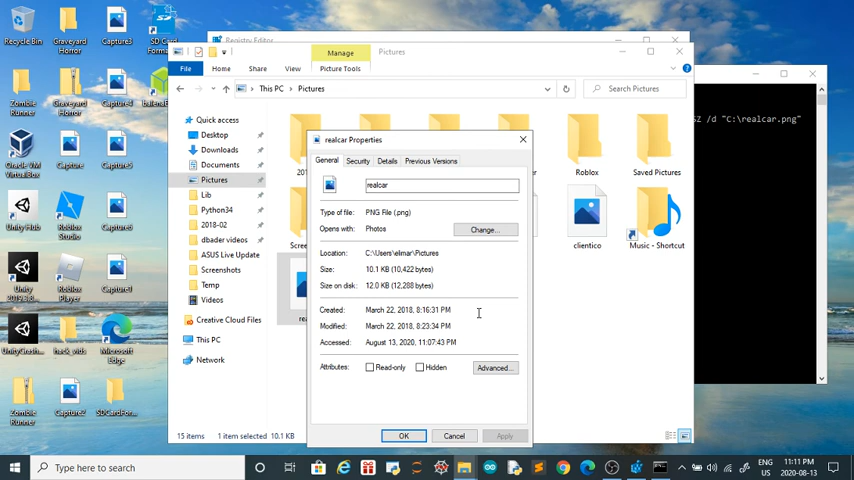 Recycle Bin
Graveyard Horror
Capture3
SD Card Forma...
Zombie Runner
Graveyard Horror
Capture4
balena
Oracle VM VirtualBox
Capture
Capture5
Unity Hub
Roblox Studio
Capture6
Unity
Roblox Player
Capture1
UnityCrash...
hack_vids
Microsoft Edge
Zombie Runner
Capture2
SDCardFor...
Registry Editor
Manage
Pictures
File
Home
Share
View
Picture Tools
This PC
Pictures
Search Pictures
SZ /d "C:\realcar.png"
Quick access
Desktop
Downloads
Documents
Pictures
Lib
Python34
2018-02
dbader videos
ASUS Live Update
Screenshots
Temp
Videos
Creative Cloud Files
This PC
Network
Roblox
Saved Pictures
clientico
Music - Shortcut
realcar Properties
General
Security
Details
Previous Versions
realcar
Type of file: PNG File (.png)
Opens with: Photos
Change...
Location: C:\Users\elimar\Pictures
Size: 10.1 KB (10,422 bytes)
Size on disk: 12.0 KB (12,288 bytes)
Created: March 22, 2018, 8:16:31 PM
Modified: March 22, 2018, 8:23:34 PM
Accessed: August 13, 2020, 11:07:43 PM
Attributes:
Read-only
Hidden
Advanced...
OK
Cancel
Apply
15 items
1 item selected 10.1 KB
Type here to search
ENG
US
11:11 PM
2020-08-13